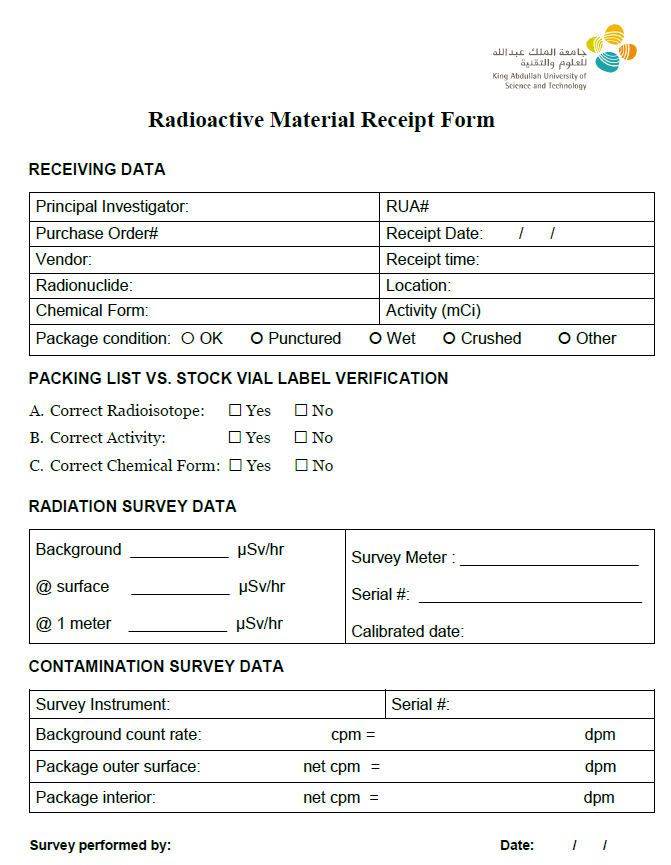 جامعة الملك عبدالله
للعلوم والتقنية
King Abdullah University of
Science and Technology
Radioactive Material Receipt Form
RECEIVING DATA
Principal Investigator: RUA#
Purchase Order# Receipt Date: / /
Vendor: Receipt time:
Radionuclide: Location:
Chemical Form: Activity (mCi)
Package condition: O OK O Punctured O Wet O Crushed O Other
PACKING LIST VS. STOCK VIAL LABEL VERIFICATION
A. Correct Radioisotope: ☐ Yes ☐ No
B. Correct Activity: ☐ Yes ☐ No
C. Correct Chemical Form: ☐ Yes ☐ No
RADIATION SURVEY DATA
Background ___________ µSv/hr
@ surface ___________ µSv/hr
@ 1 meter ___________ µSv/hr
Survey Meter : ____________________
Serial #: _________________________
Calibrated date:
CONTAMINATION SURVEY DATA
Survey Instrument: Serial #:
Background count rate: cpm = dpm
Package outer surface: net cpm = dpm
Package interior: net cpm = dpm
Survey performed by: Date: / /